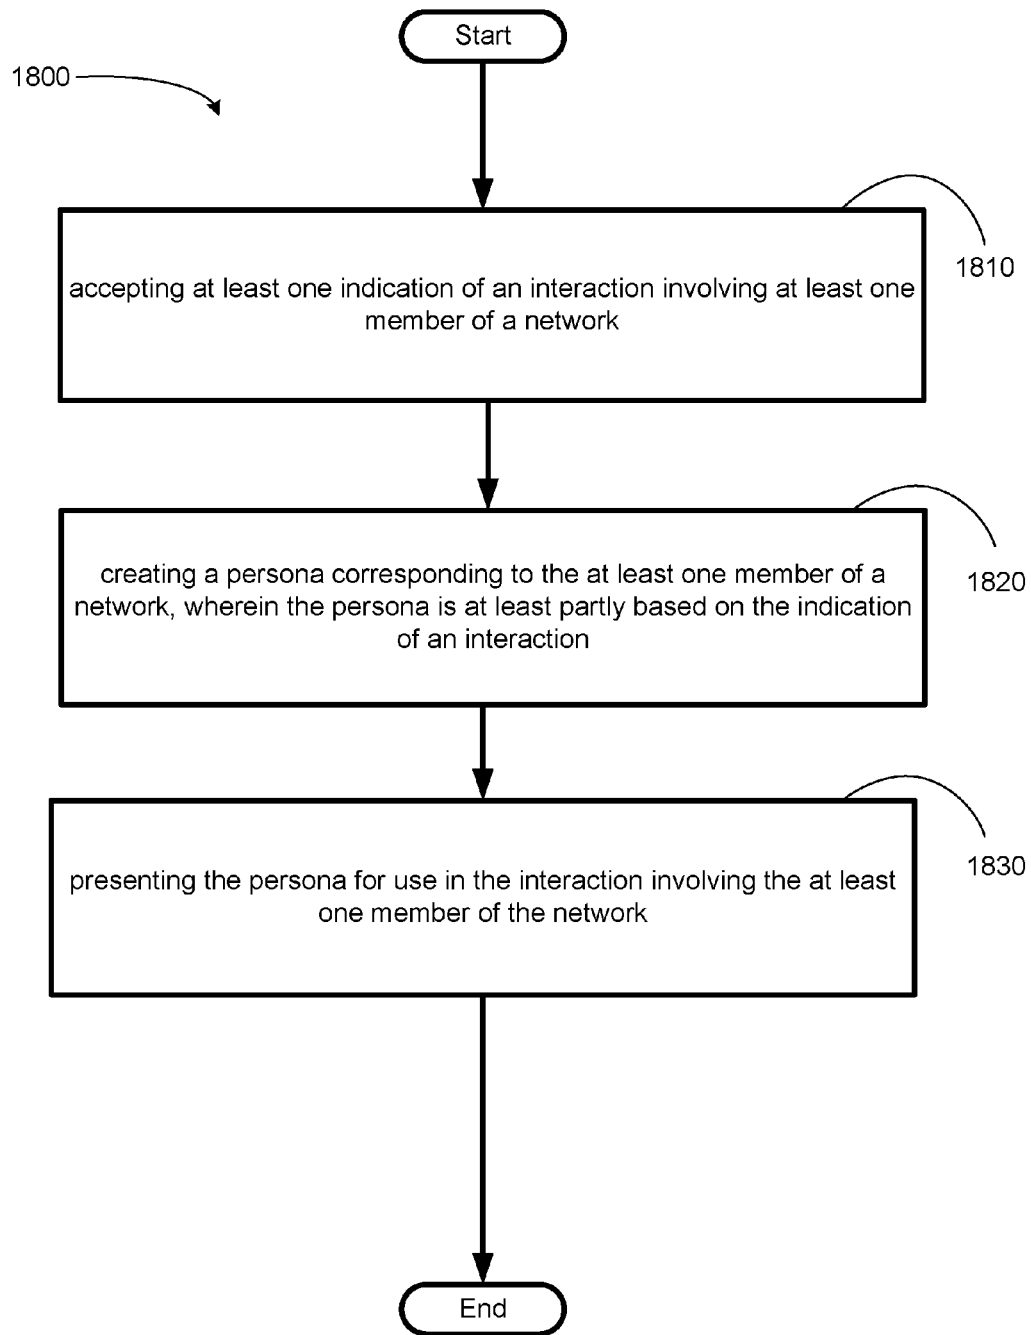 Start
1800
1810
accepting at least one indication of an interaction involving at least one
member of a network
1820
creating a persona corresponding to the at least one member of a
network, wherein the persona is at least partly based on the indication
of an interaction
1830
presenting the persona for use in the interaction involving the at least
one member of the network
End